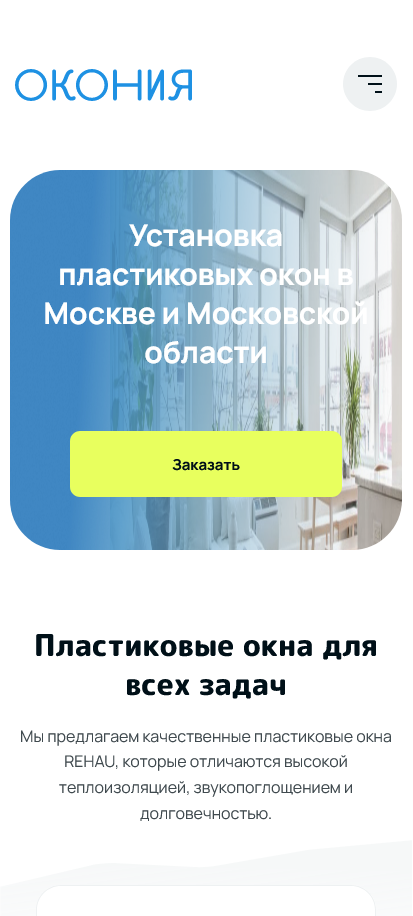 ОКОНИЯ
Установка
пластиковых окон в
Москве и Московской
области
Заказать
Пластиковые окна для
всех задач
Мы предлагаем качественные пластиковые окна
REHAU, которые отличаются высокой
теплоизоляцией, звукопоглощением и
долговечностью.